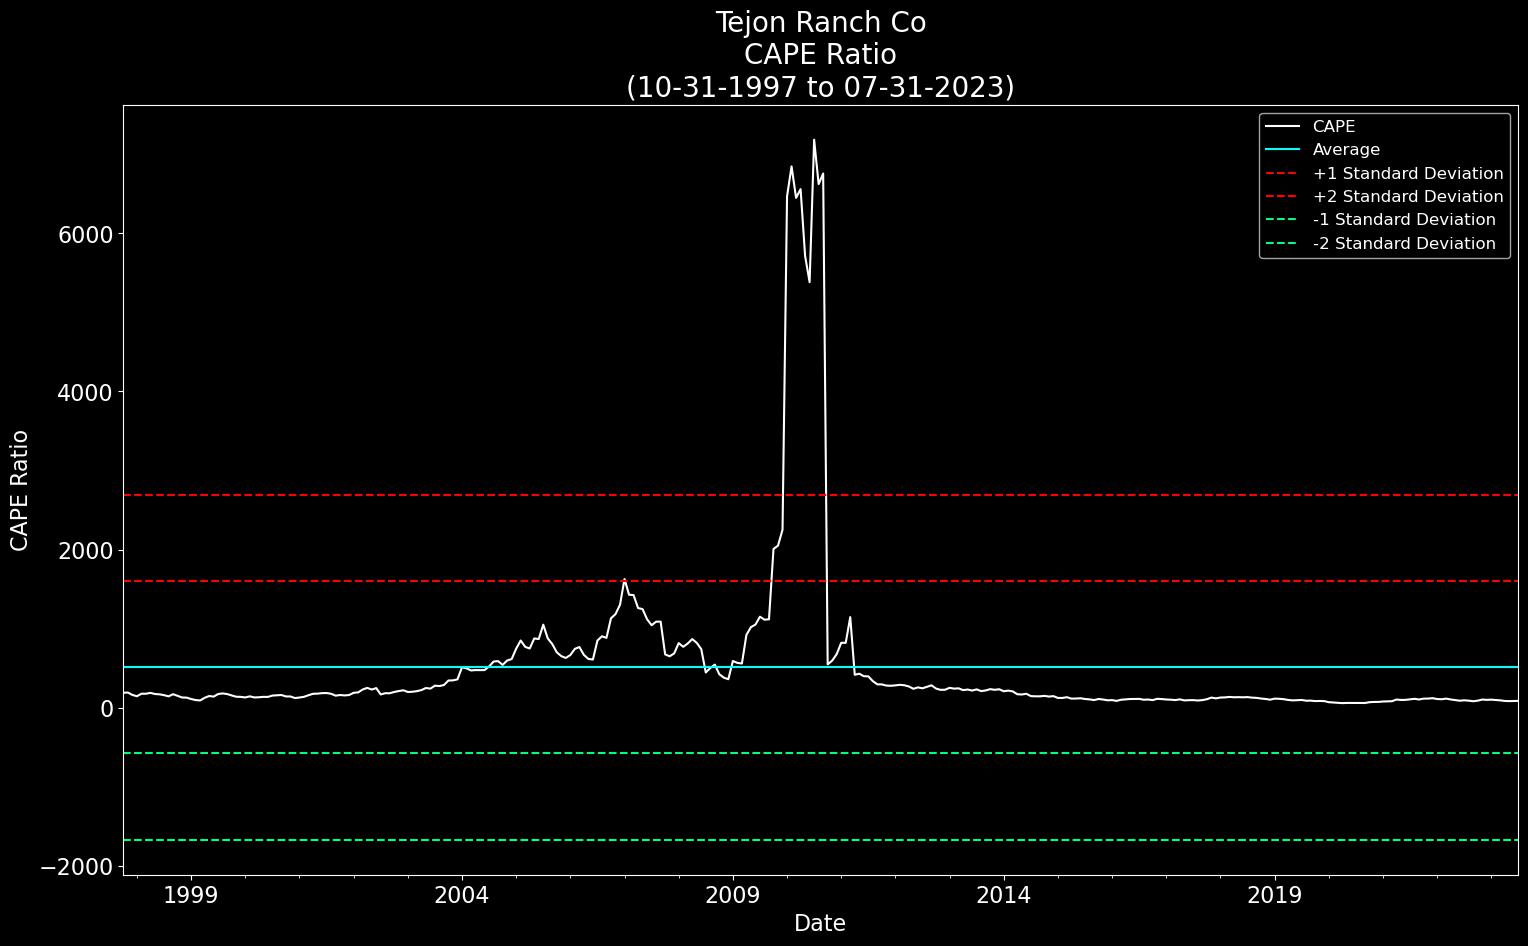 Tejon Ranch Co
CAPE Ratio
(10-31-1997 to 07-31-2023)
CAPE
Average
+1 Standard Deviation
+2 Standard Deviation
-1 Standard Deviation
-2 Standard Deviation
CAPE Ratio
6000
4000
2000
0
−2000
1999
2004
2009
2014
2019
Date